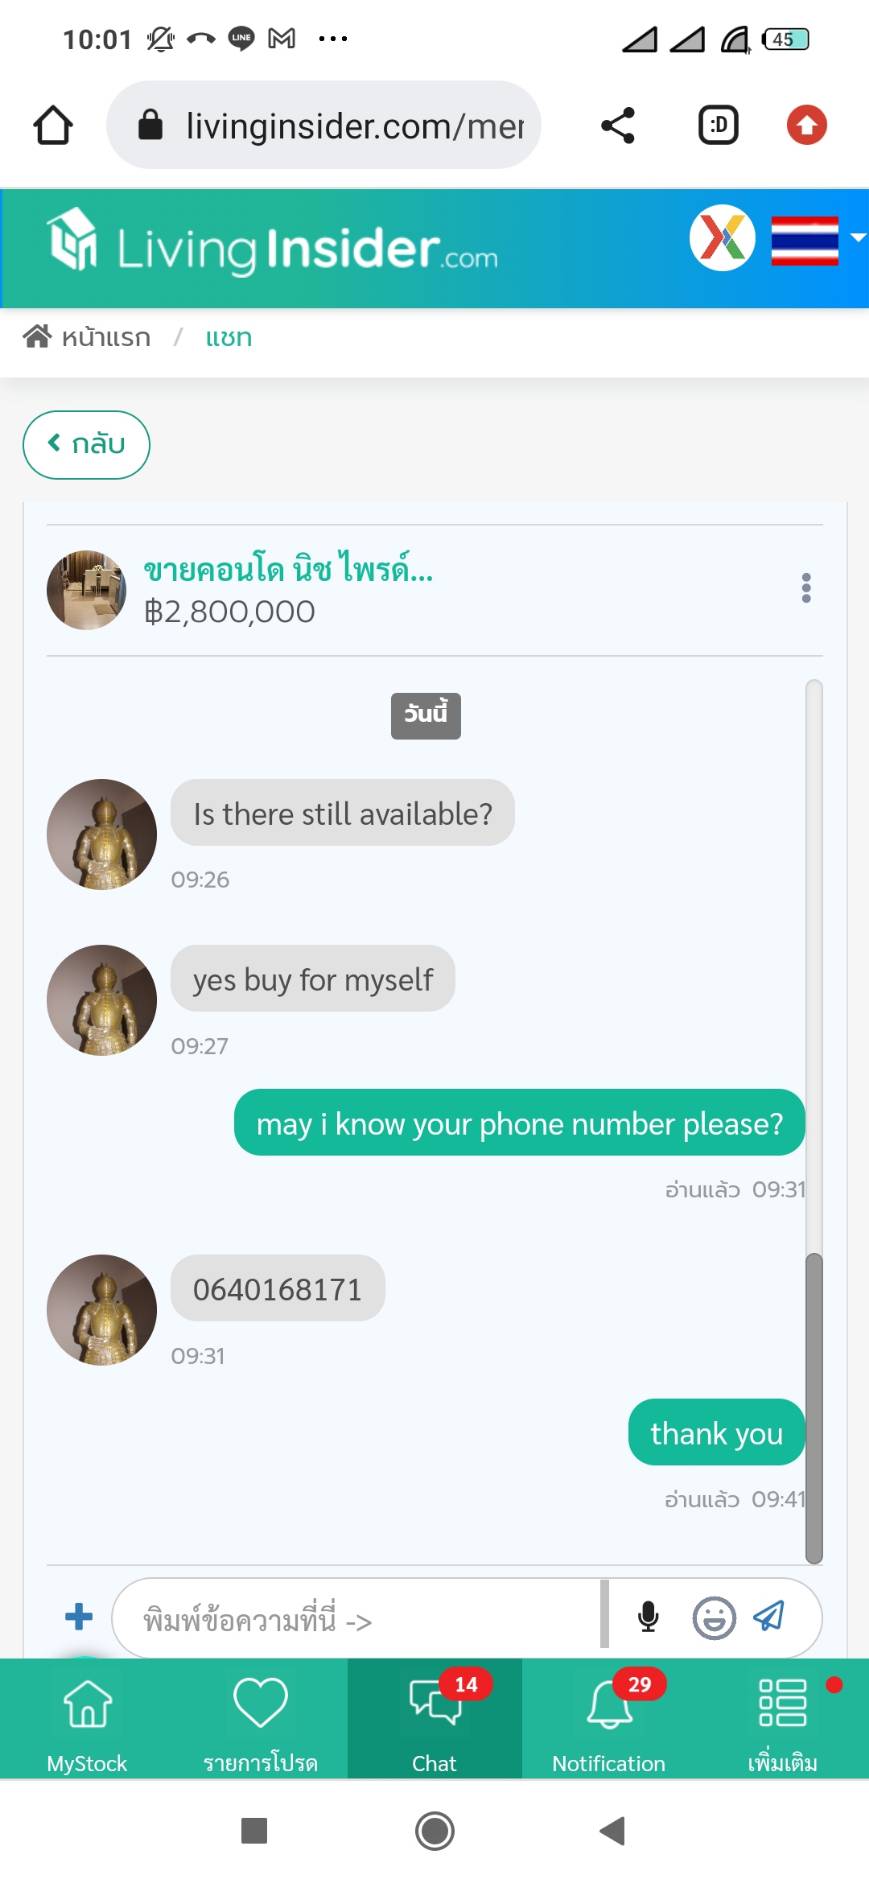 10:01
LINE
45
livinginsider.com/mer
:D
LivingInsider.com
หน้าแรก / แชท
กลับ
ขายคอนโด นิช ไพรด์...
฿2,800,000
วันนี้
Is there still available?
09:26
yes buy for myself
09:27
may i know your phone number please?
อ่านแล้ว 09:31
0640168171
09:31
thank you
อ่านแล้ว 09:41
พิมพ์ข้อความที่นี่ ->
14
29
MyStock
รายการโปรด
Chat
Notification
เพิ่มเติม